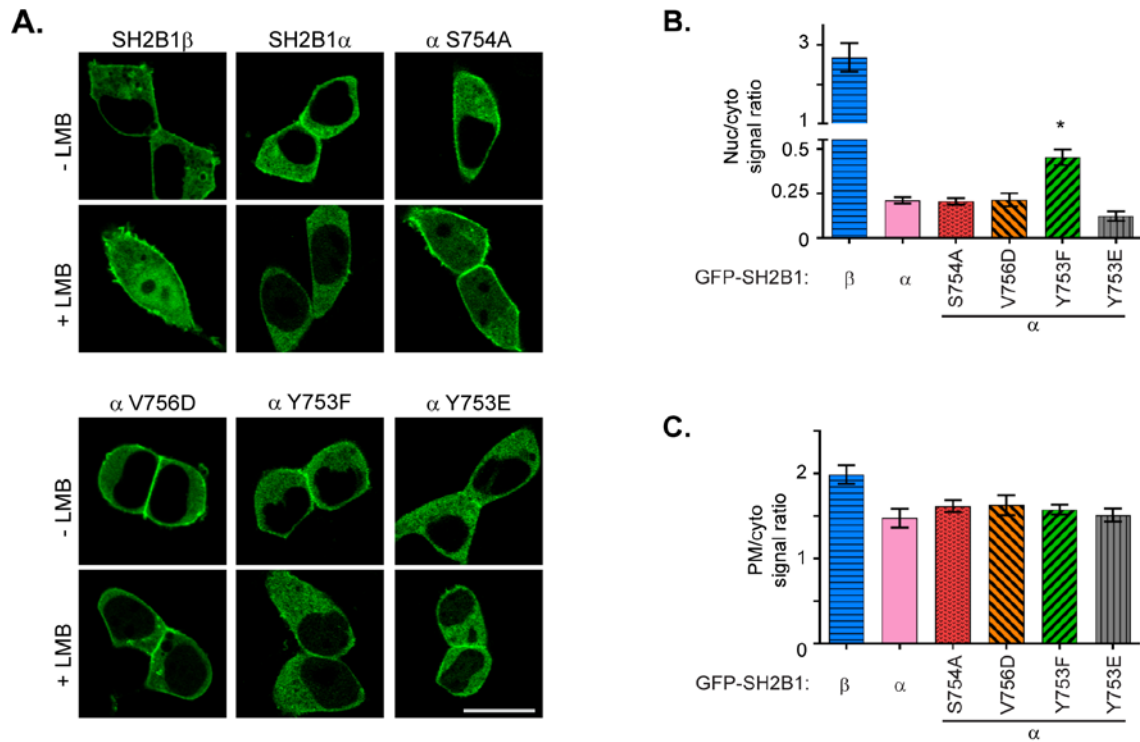 A.
SH2B1β SH2B1α α S754A
- LMB
+ LMB
α V756D α Y753F α Y753E
- LMB
+ LMB
B.
Nuc/cyto
signal ratio
3
1
0.5
0.25
0
*
GFP-SH2B1: β α S754A V756D Y753F Y753E
α
C.
PM/cyto
signal ratio
2
1
0
GFP-SH2B1: β α S754A V756D Y753F Y753E
α